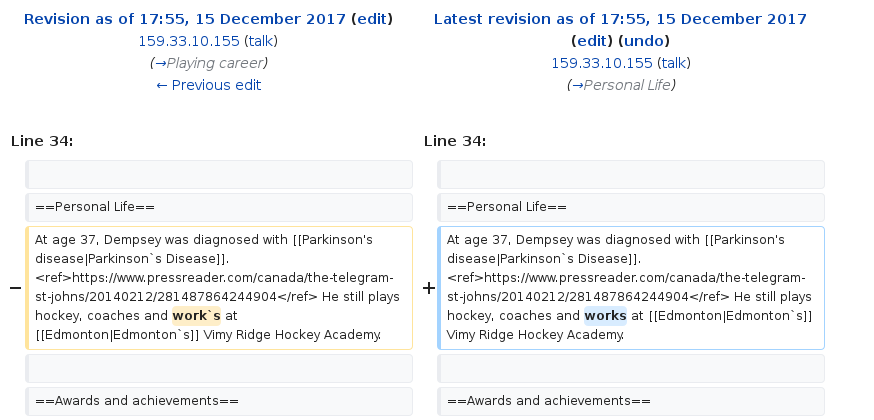 Revision as of 17:55, 15 December 2017 (edit)
159.33.10.155 (talk)
(→Playing career)
← Previous edit
Latest revision as of 17:55, 15 December 2017
(edit) (undo)
159.33.10.155 (talk)
(→Personal Life)
Line 34:
Line 34:
==Personal Life==
==Personal Life==
−
At age 37, Dempsey was diagnosed with [[Parkinson's
disease|Parkinson`s Disease]].
<ref>https://www.pressreader.com/canada/the-telegram-
st-johns/20140212/281487864244904</ref> He still plays
hockey, coaches and work`s at
[[Edmonton|Edmonton`s]] Vimy Ridge Hockey Academy.
+
At age 37, Dempsey was diagnosed with [[Parkinson's
disease|Parkinson`s Disease]].
<ref>https://www.pressreader.com/canada/the-telegram-
st-johns/20140212/281487864244904</ref> He still plays
hockey, coaches and works at [[Edmonton|Edmonton`s]]
Vimy Ridge Hockey Academy.
==Awards and achievements==
==Awards and achievements==